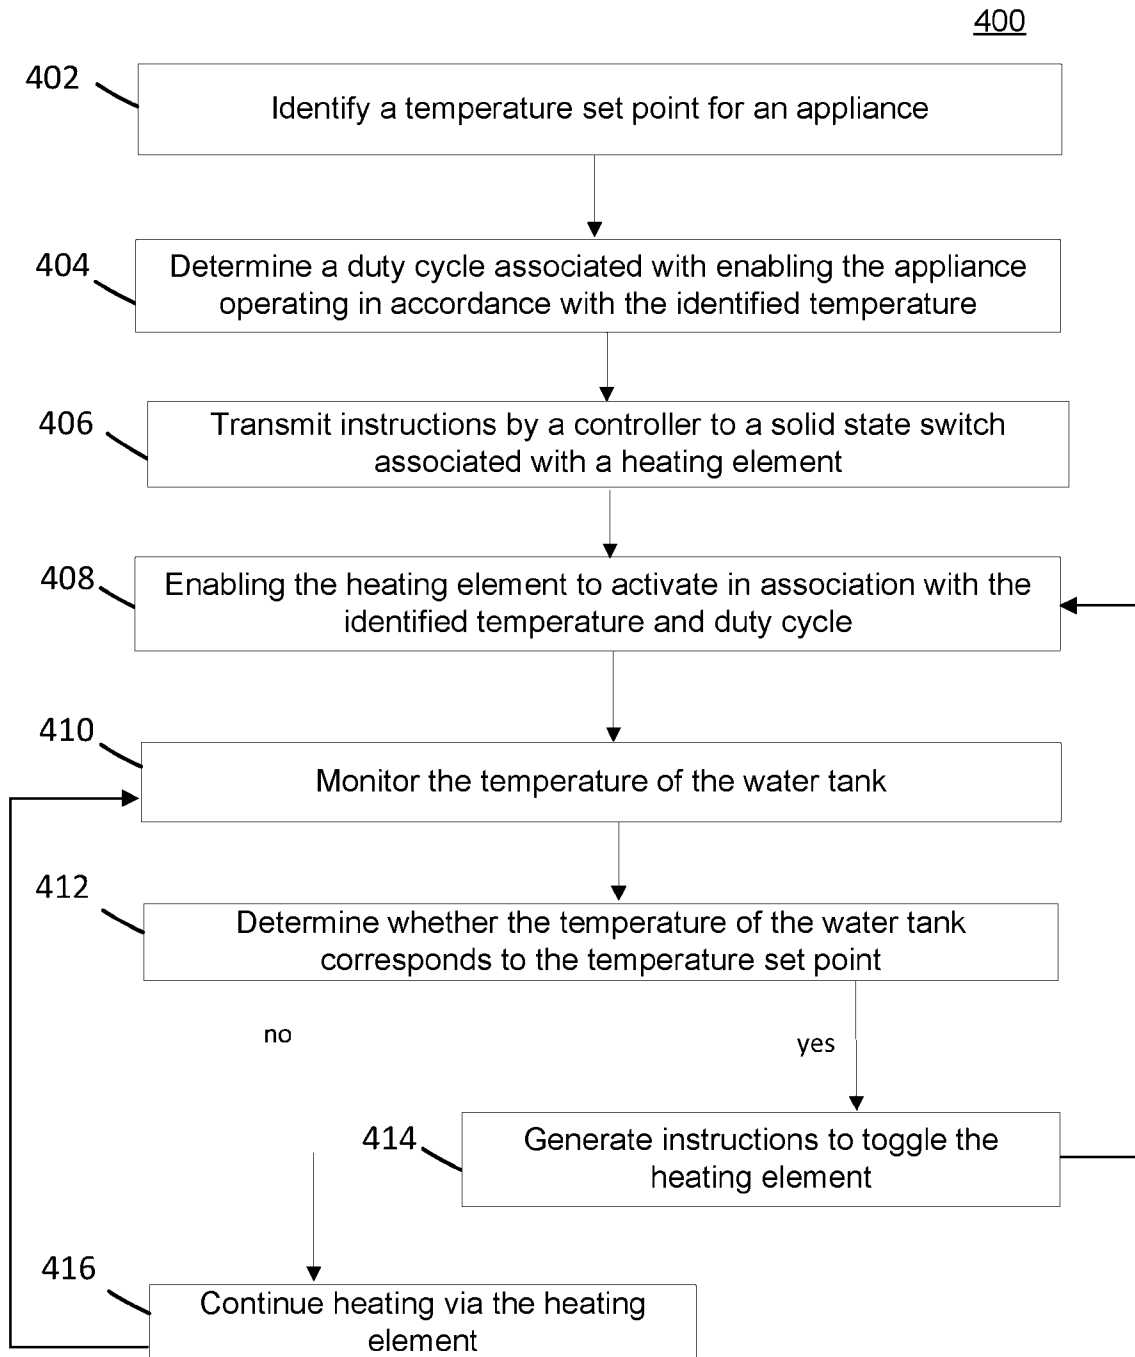 400
402
Identify a temperature set point for an appliance
404
Determine a duty cycle associated with enabling the appliance
operating in accordance with the identified temperature
406
Transmit instructions by a controller to a solid state switch
associated with a heating element
408
Enabling the heating element to activate in association with the
identified temperature and duty cycle
410
Monitor the temperature of the water tank
412
Determine whether the temperature of the water tank
corresponds to the temperature set point
no
yes
414
Generate instructions to toggle the
heating element
416
Continue heating via the heating
element